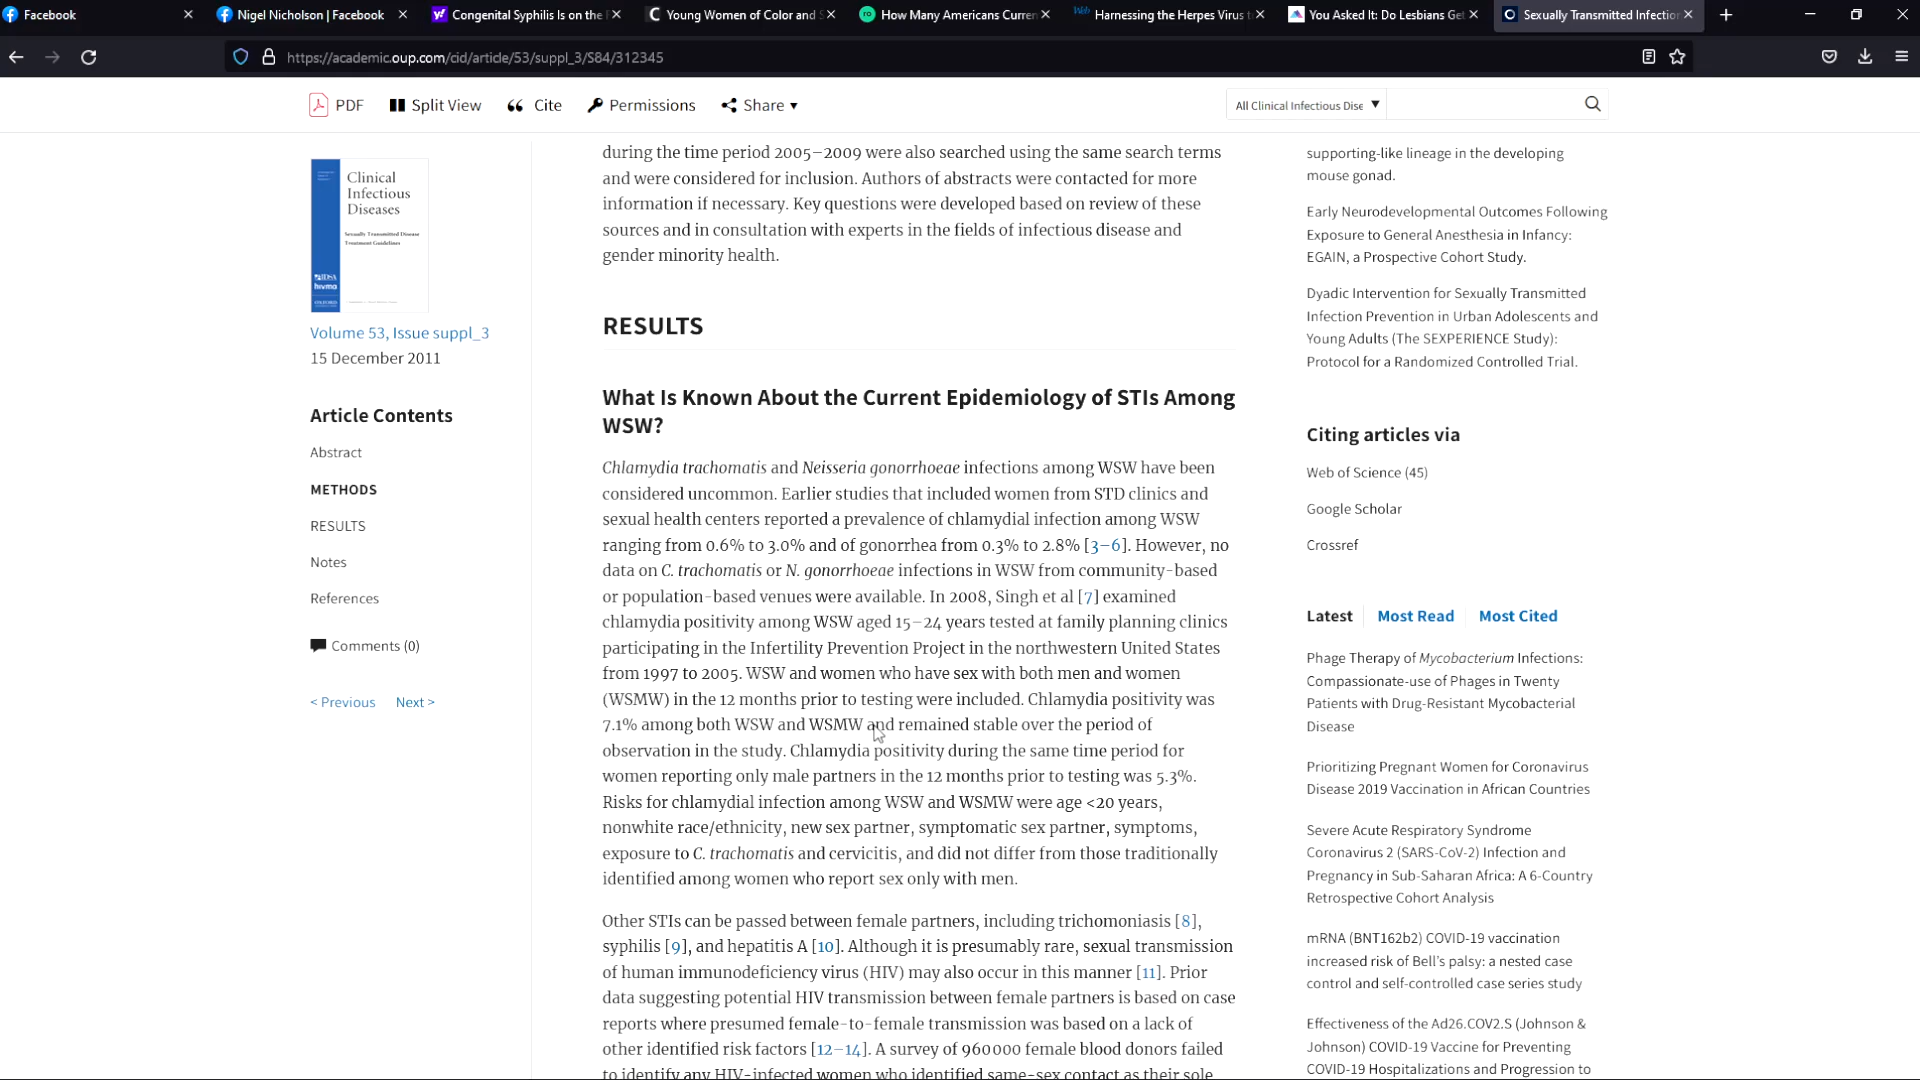 Facebook
Nigel Nicholson | Facebook
Congenital Syphilis Is on the
Young Women of Color and
How Many Americans Curren
Harnessing the Herpes Virus
You Asked It: Do Lesbians Get
Sexually Transmitted Infection
https://academic.oup.com/cid/article/53/suppl_3/S84/312345
PDF
Split View
Cite
Permissions
Share
All Clinical Infectious Dise
Clinical
Infectious
Diseases
Sexually Transmitted Disease
Treatment Guidelines
IDSA
hivma
OXFORD
Volume 53, Issue suppl_3
15 December 2011
Article Contents
Abstract
METHODS
RESULTS
Notes
References
Comments (0)
< Previous Next >
during the time period 2005–2009 were also searched using the same search terms
and were considered for inclusion. Authors of abstracts were contacted for more
information if necessary. Key questions were developed based on review of these
sources and in consultation with experts in the fields of infectious disease and
gender minority health.
RESULTS
What Is Known About the Current Epidemiology of STIs Among
WSW?
Chlamydia trachomatis and Neisseria gonorrhoeae infections among WSW have been
considered uncommon. Earlier studies that included women from STD clinics and
sexual health centers reported a prevalence of chlamydial infection among WSW
ranging from 0.6% to 3.0% and of gonorrhea from 0.3% to 2.8% [3–6]. However, no
data on C. trachomatis or N. gonorrhoeae infections in WSW from community-based
or population-based venues were available. In 2008, Singh et al [7] examined
chlamydia positivity among WSW aged 15–24 years tested at family planning clinics
participating in the Infertility Prevention Project in the northwestern United States
from 1997 to 2005. WSW and women who have sex with both men and women
(WSMW) in the 12 months prior to testing were included. Chlamydia positivity was
7.1% among both WSW and WSMW and remained stable over the period of
observation in the study. Chlamydia positivity during the same time period for
women reporting only male partners in the 12 months prior to testing was 5.3%.
Risks for chlamydial infection among WSW and WSMW were age <20 years,
nonwhite race/ethnicity, new sex partner, symptomatic sex partner, symptoms,
exposure to C. trachomatis and cervicitis, and did not differ from those traditionally
identified among women who report sex only with men.
Other STIs can be passed between female partners, including trichomoniasis [8],
syphilis [9], and hepatitis A [10]. Although it is presumably rare, sexual transmission
of human immunodeficiency virus (HIV) may also occur in this manner [11]. Prior
data suggesting potential HIV transmission between female partners is based on case
reports where presumed female-to-female transmission was based on a lack of
other identified risk factors [12–14]. A survey of 960000 female blood donors failed
to identify any HIV-infected women who identified same-sex contact as their sole
supporting-like lineage in the developing
mouse gonad.
Early Neurodevelopmental Outcomes Following
Exposure to General Anesthesia in Infancy:
EGAIN, a Prospective Cohort Study.
Dyadic Intervention for Sexually Transmitted
Infection Prevention in Urban Adolescents and
Young Adults (The SEXPERIENCE Study):
Protocol for a Randomized Controlled Trial.
Citing articles via
Web of Science (45)
Google Scholar
Crossref
Latest Most Read Most Cited
Phage Therapy of Mycobacterium Infections:
Compassionate-use of Phages in Twenty
Patients with Drug-Resistant Mycobacterial
Disease
Prioritizing Pregnant Women for Coronavirus
Disease 2019 Vaccination in African Countries
Severe Acute Respiratory Syndrome
Coronavirus 2 (SARS-CoV-2) Infection and
Pregnancy in Sub-Saharan Africa: A 6-Country
Retrospective Cohort Analysis
mRNA (BNT162b2) COVID-19 vaccination
increased risk of Bell's palsy: a nested case
control and self-controlled case series study
Effectiveness of the Ad26.COV2.S (Johnson &
Johnson) COVID-19 Vaccine for Preventing
COVID-19 Hospitalizations and Progression to